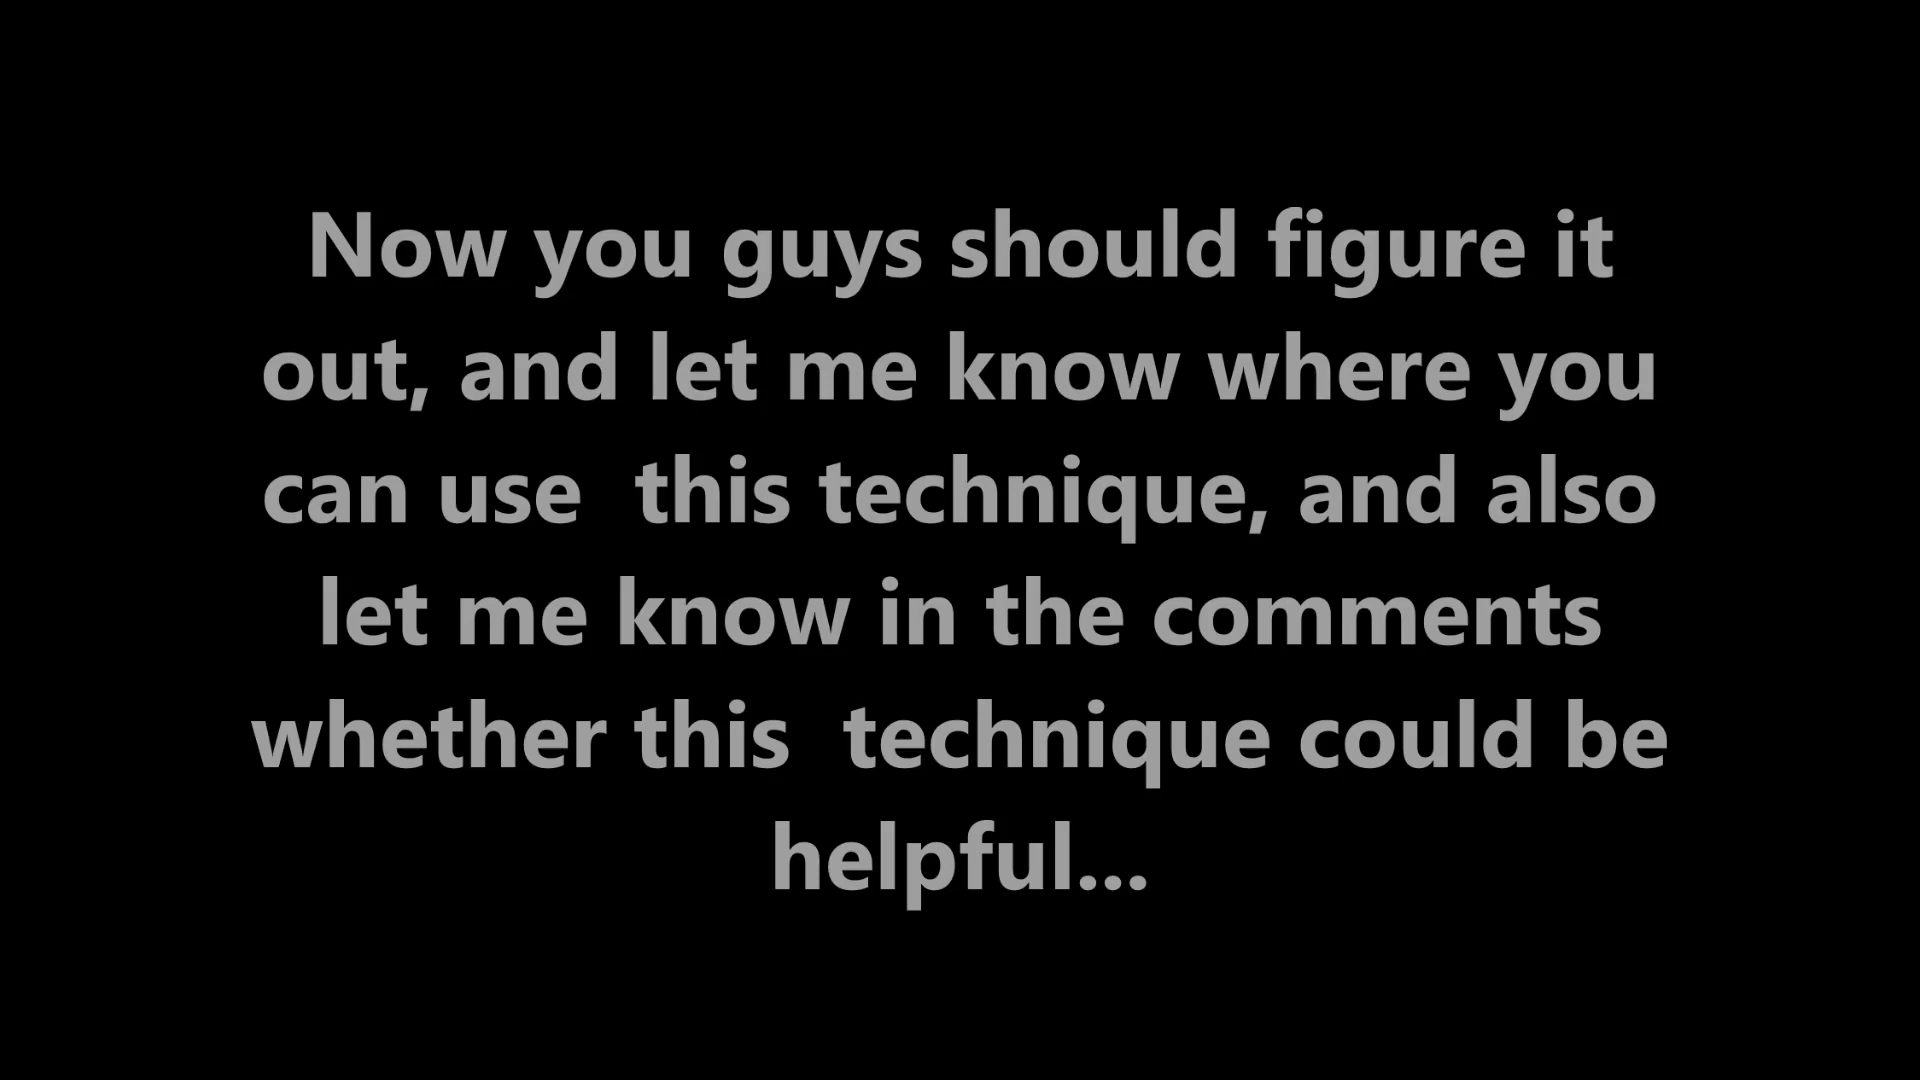 Now you guys should figure it
out, and let me know where you
can use  this technique, and also
let me know in the comments
whether this  technique could be
helpful...